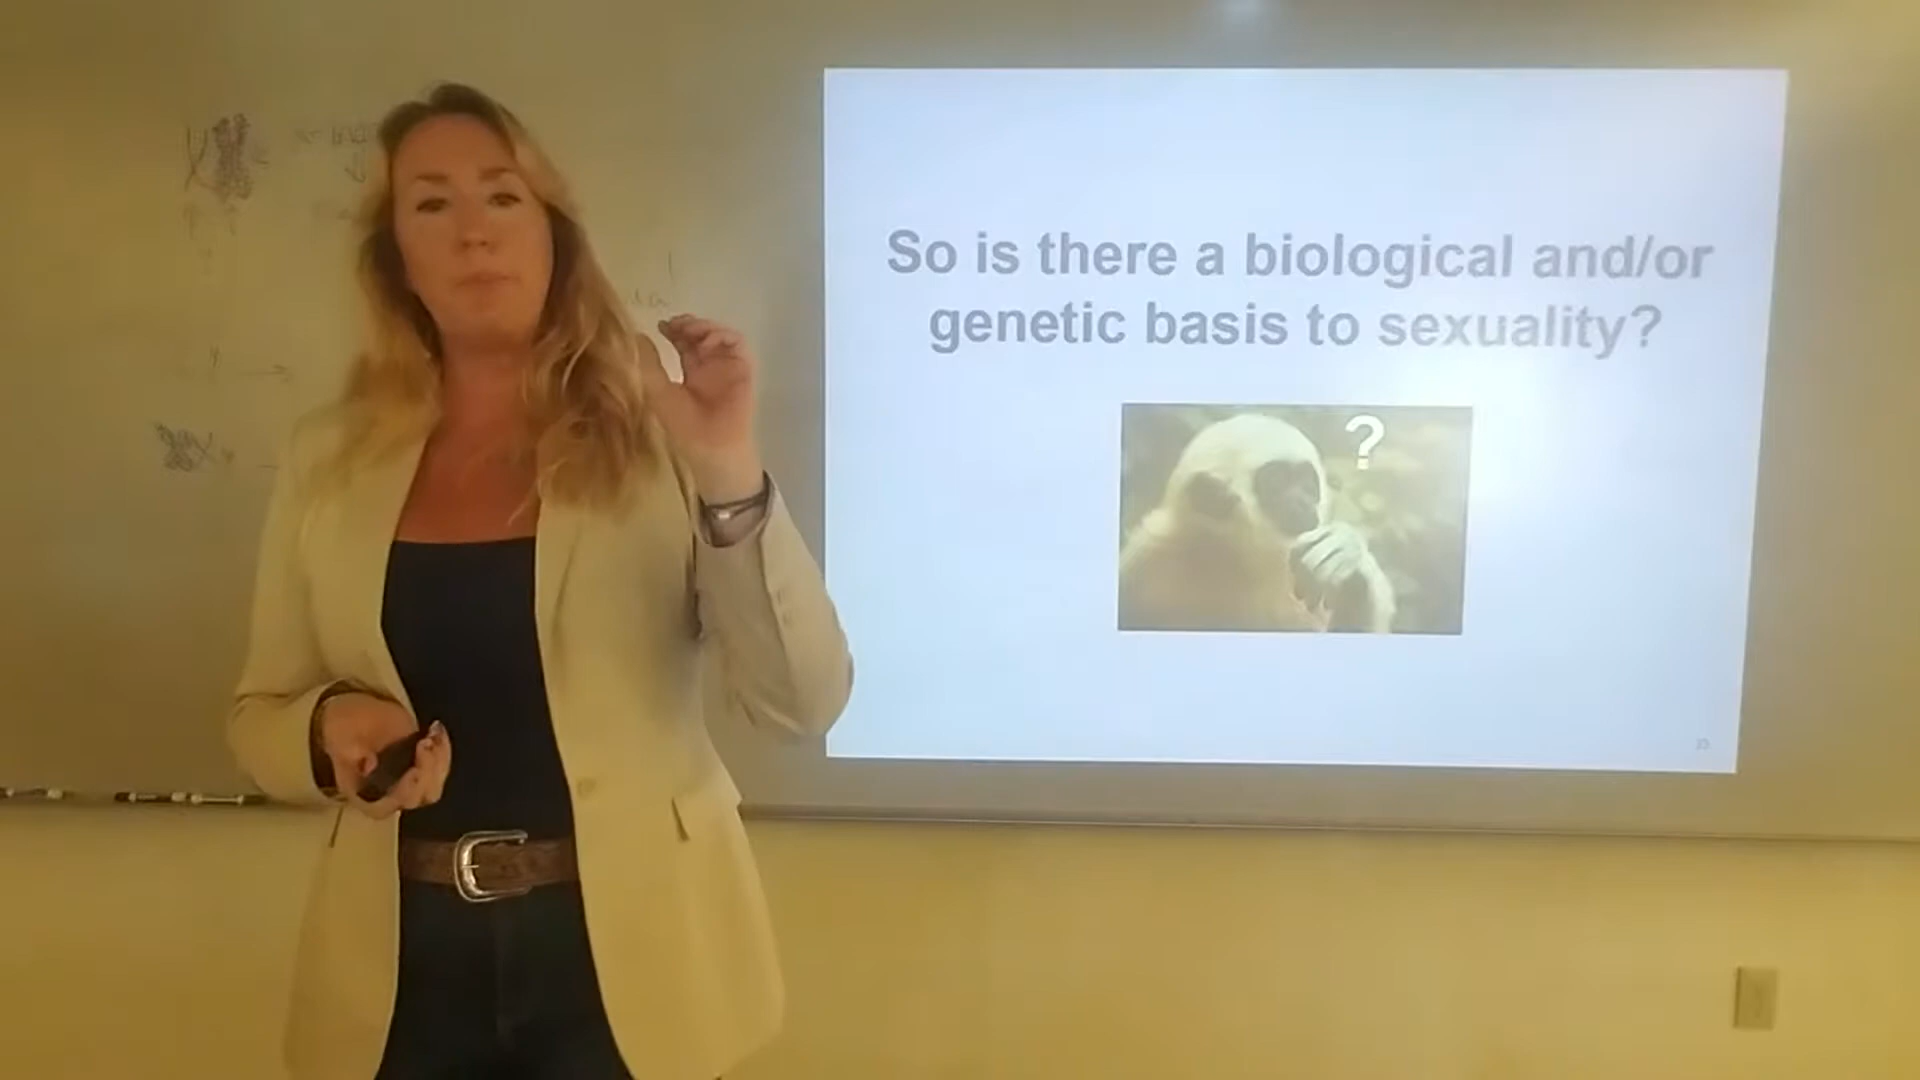 So is there a biological and/or
genetic basis to sexuality?
?